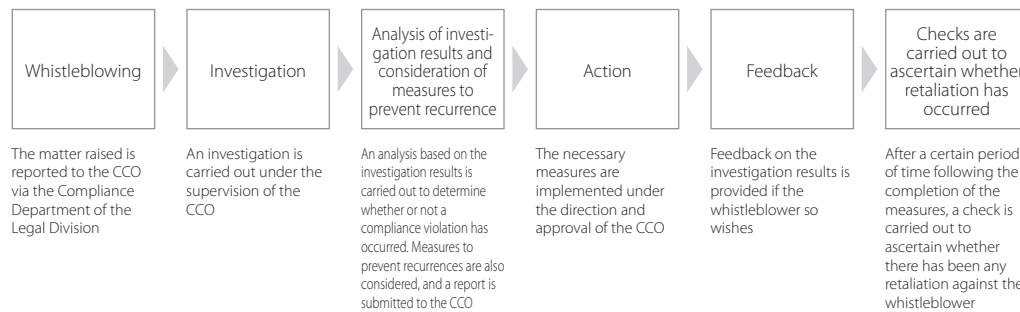 Whistleblowing
Investigation
Analysis of investi-
gation results and
consideration of
measures to
prevent recurrence
Action
Feedback
Checks are
carried out to
ascertain whether
retaliation has
occurred
The matter raised is
reported to the CCO
via the Compliance
Department of the
Legal Division
An investigation is
carried out under the
supervision of the
CCO
An analysis based on the
investigation results is
carried out to determine
whether or not a
compliance violation has
occurred. Measures to
prevent recurrences are also
considered, and a report is
submitted to the CCO
The necessary
measures are
implemented under
the direction and
approval of the CCO
Feedback on the
investigation results is
provided if the
whistleblower so
wishes
After a certain period
of time following the
completion of the
measures, a check is
carried out to
ascertain whether
there has been any
retaliation against the
whistleblower